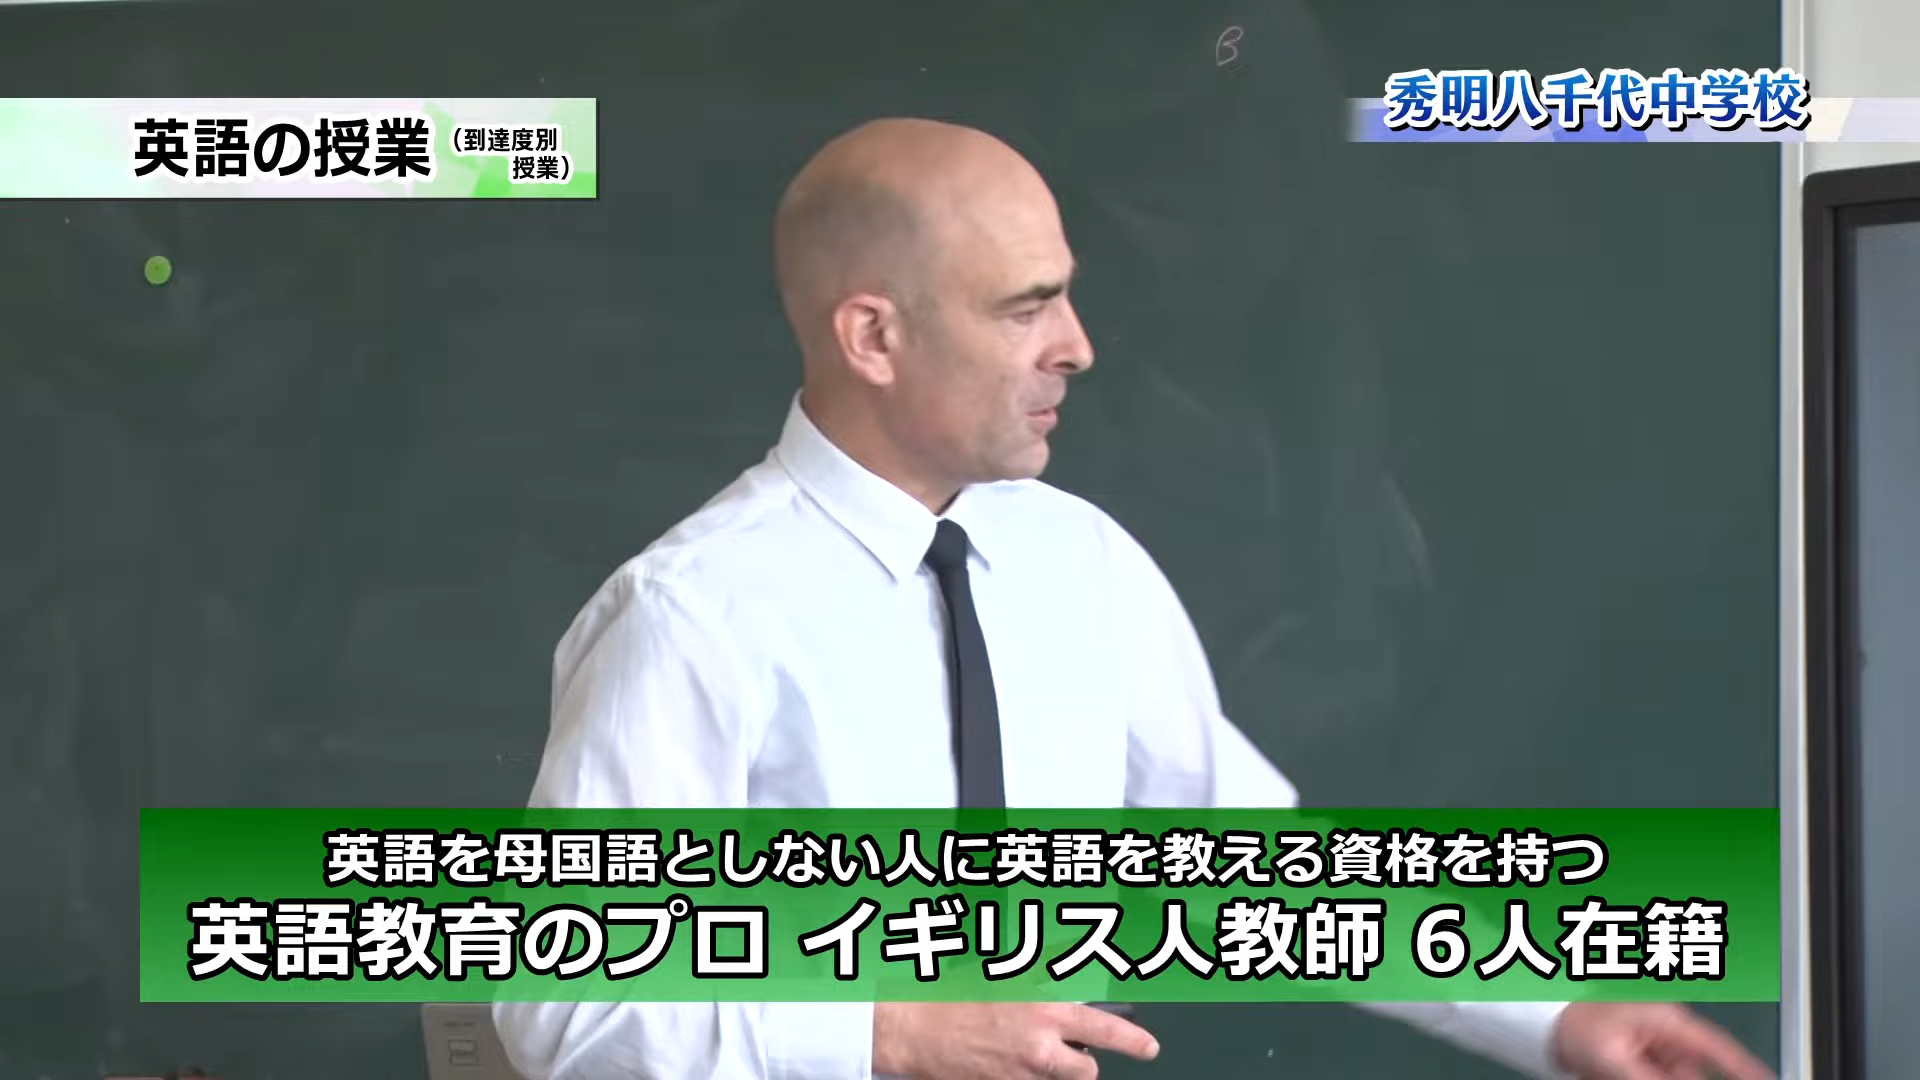 英語の授業
（到達度別
授業）
秀明八千代中学校
B
英語を母国語としない人に英語を教える資格を持つ
英語教育のプロ イギリス人教師 6人在籍